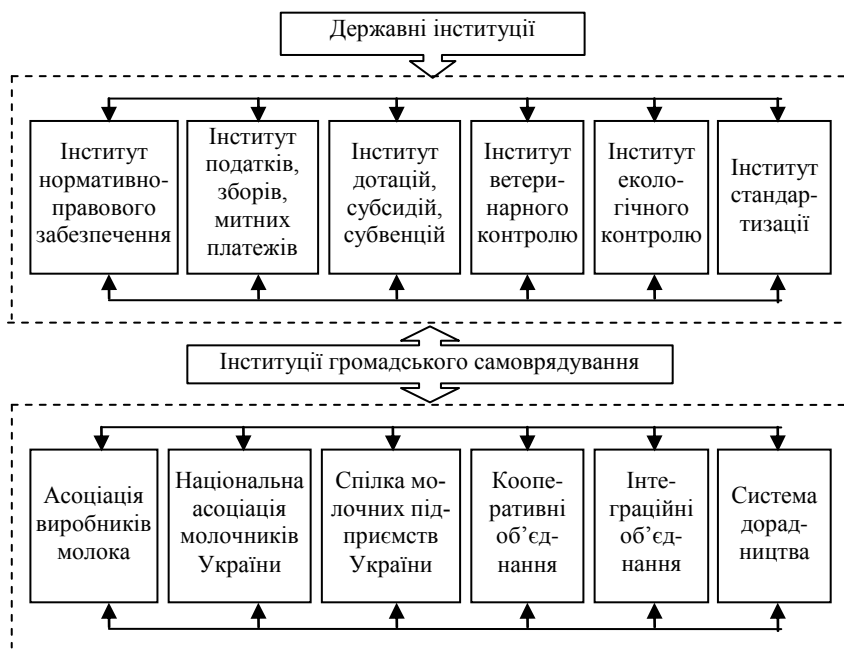 Державні інституції
Інститут
нормативно-
правового
забезпечення
Інститут
податків,
зборів,
митних
платежів
Інститут
дотацій,
субсидій,
субвенцій
Інститут
ветери-
нарного
контролю
Інститут
еколо-
гічного
контролю
Інститут
стандар-
тизації
Інституції громадського самоврядування
Асоціація
виробників
молока
Національна
асоціація
молочників
України
Спілка мо-
лочних під-
приємств
України
Коопе-
ративні
об’єд-
нання
Інте-
граційні
об’єд-
нання
Система
дорад-
ництва